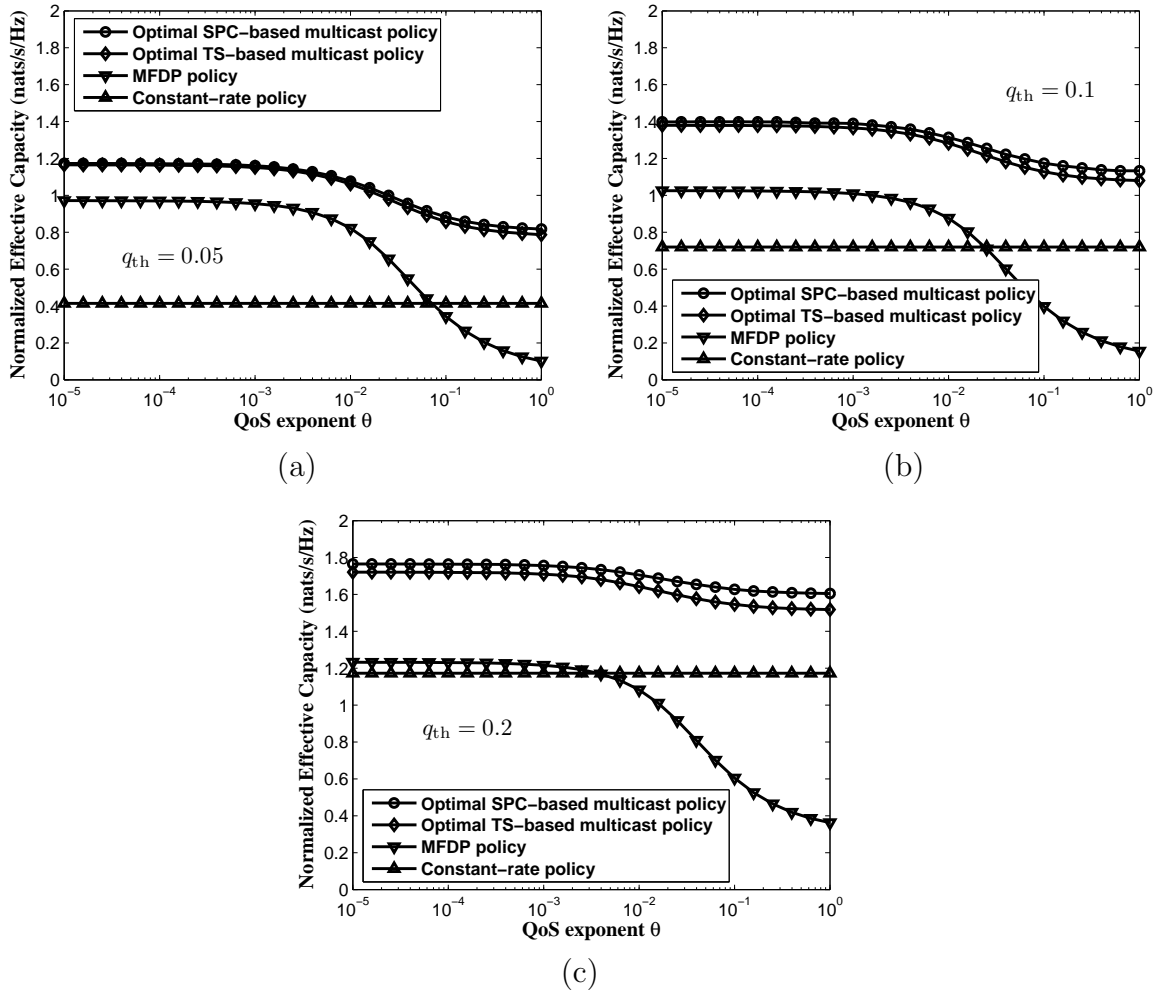 Normalized Effective Capacity (nats/s/Hz)
2
1.8
1.6
1.4
1.2
1
0.8
0.6
0.4
0.2
0
Optimal SPC−based multicast policy
Optimal TS−based multicast policy
MFDP policy
Constant−rate policy
q_th = 0.05
10^−5
10^−4
10^−3
10^−2
10^−1
10^0
QoS exponent θ
(a)
Normalized Effective Capacity (nats/s/Hz)
2
1.8
1.6
1.4
1.2
1
0.8
0.6
0.4
0.2
0
q_th = 0.1
Optimal SPC−based multicast policy
Optimal TS−based multicast policy
MFDP policy
Constant−rate policy
10^−5
10^−4
10^−3
10^−2
10^−1
10^0
QoS exponent θ
(b)
Normalized Effective Capacity (nats/s/Hz)
2
1.8
1.6
1.4
1.2
1
0.8
0.6
0.4
0.2
0
q_th = 0.2
Optimal SPC−based multicast policy
Optimal TS−based multicast policy
MFDP policy
Constant−rate policy
10^−5
10^−4
10^−3
10^−2
10^−1
10^0
QoS exponent θ
(c)